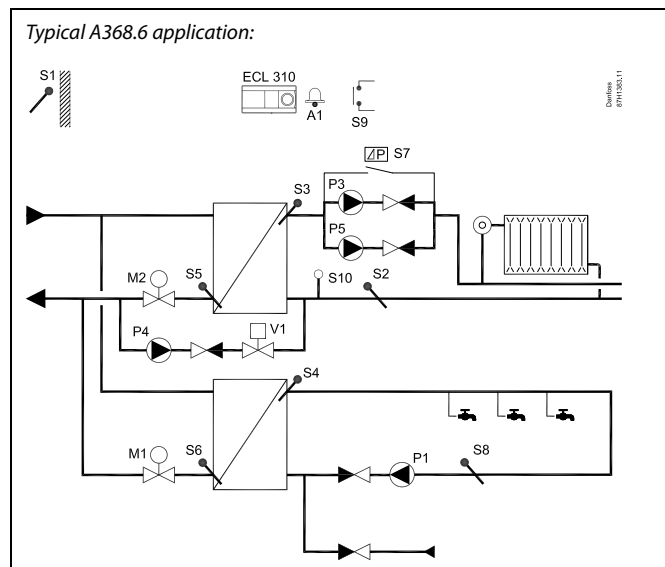 Typical A368.6 application:
S1
ECL 310
A1
S9
Danfoss
87H1383.11
P S7
S3
P3
P5
M2
S5
S10
S2
P4
V1
S4
M1
S6
P1
S8